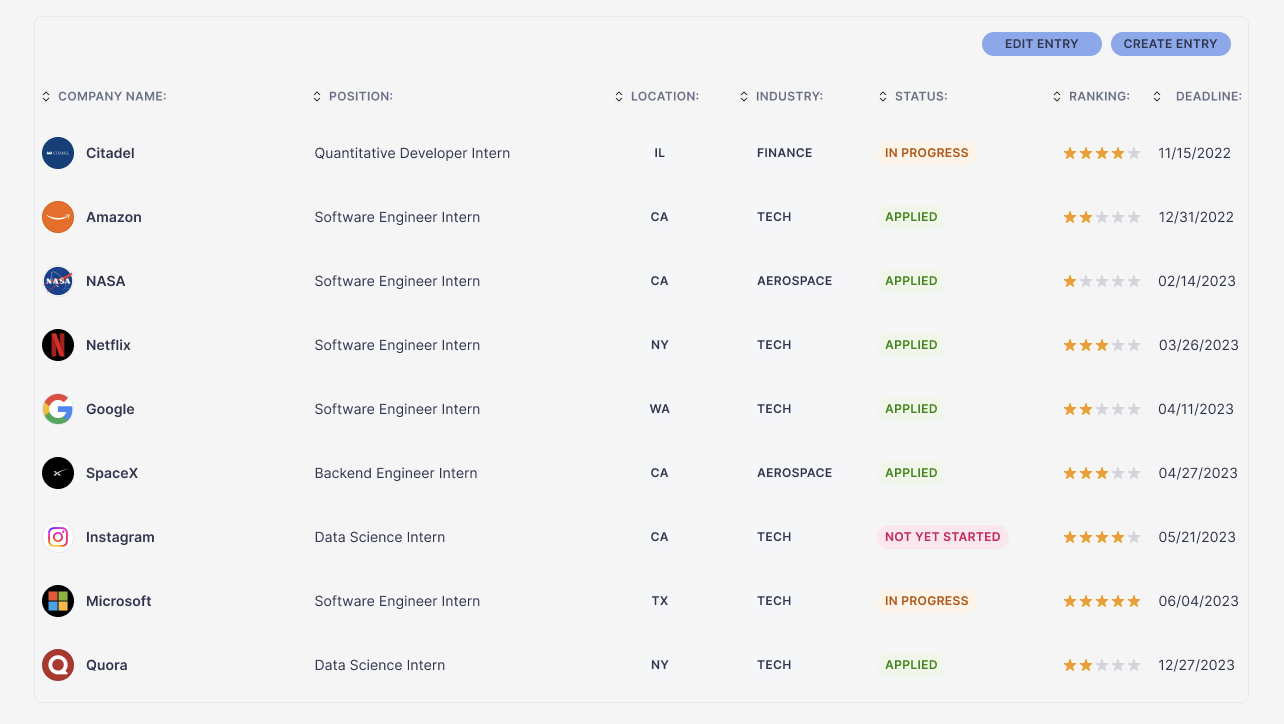 EDIT ENTRY CREATE ENTRY
COMPANY NAME: POSITION: LOCATION: INDUSTRY: STATUS: RANKING: DEADLINE:
CITADEL Citadel Quantitative Developer Intern IL FINANCE IN PROGRESS 11/15/2022
Amazon Software Engineer Intern CA TECH APPLIED 12/31/2022
NASA NASA Software Engineer Intern CA AEROSPACE APPLIED 02/14/2023
N Netflix Software Engineer Intern NY TECH APPLIED 03/26/2023
G Google Software Engineer Intern WA TECH APPLIED 04/11/2023
X SpaceX Backend Engineer Intern CA AEROSPACE APPLIED 04/27/2023
Instagram Data Science Intern CA TECH NOT YET STARTED 05/21/2023
Microsoft Software Engineer Intern TX TECH IN PROGRESS 06/04/2023
Q Quora Data Science Intern NY TECH APPLIED 12/27/2023